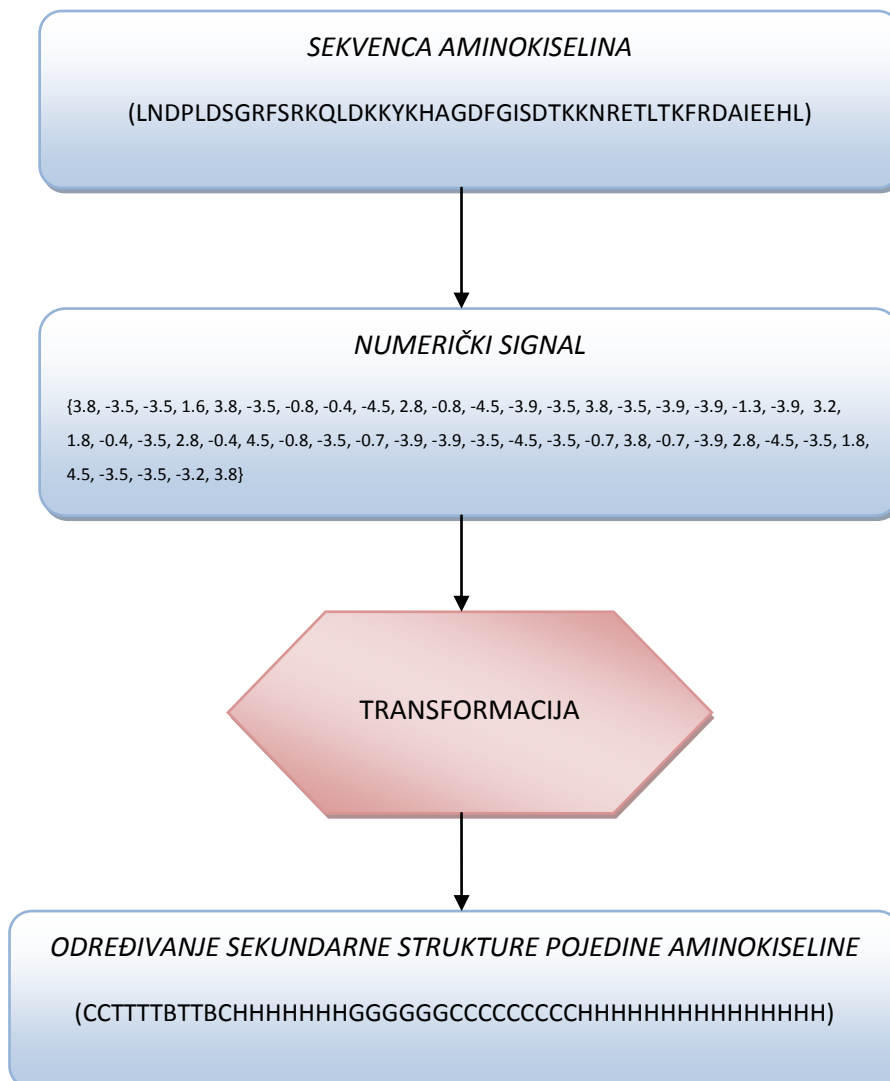 SEKVENCA AMINOKISELINA
(LNDPLDSGRFSRKQLDKKYKHAGDFGISDTKKNRETLTKFRDAIEEHL)
NUMERIČKI SIGNAL
{3.8, -3.5, -3.5, 1.6, 3.8, -3.5, -0.8, -0.4, -4.5, 2.8, -0.8, -4.5, -3.9, -3.5, 3.8, -3.5, -3.9, -3.9, -1.3, -3.9, 3.2,
1.8, -0.4, -3.5, 2.8, -0.4, 4.5, -0.8, -3.5, -0.7, -3.9, -3.9, -3.5, -4.5, -3.5, -0.7, 3.8, -0.7, -3.9, 2.8, -4.5, -3.5, 1.8,
4.5, -3.5, -3.5, -3.2, 3.8}
TRANSFORMACIJA
ODREĐIVANJE SEKUNDARNE STRUKTURE POJEDINE AMINOKISELINE
(CCTTTTBTTBCHHHHHHHGGGGGGCCCCCCCCCHHHHHHHHHHHHHHH)